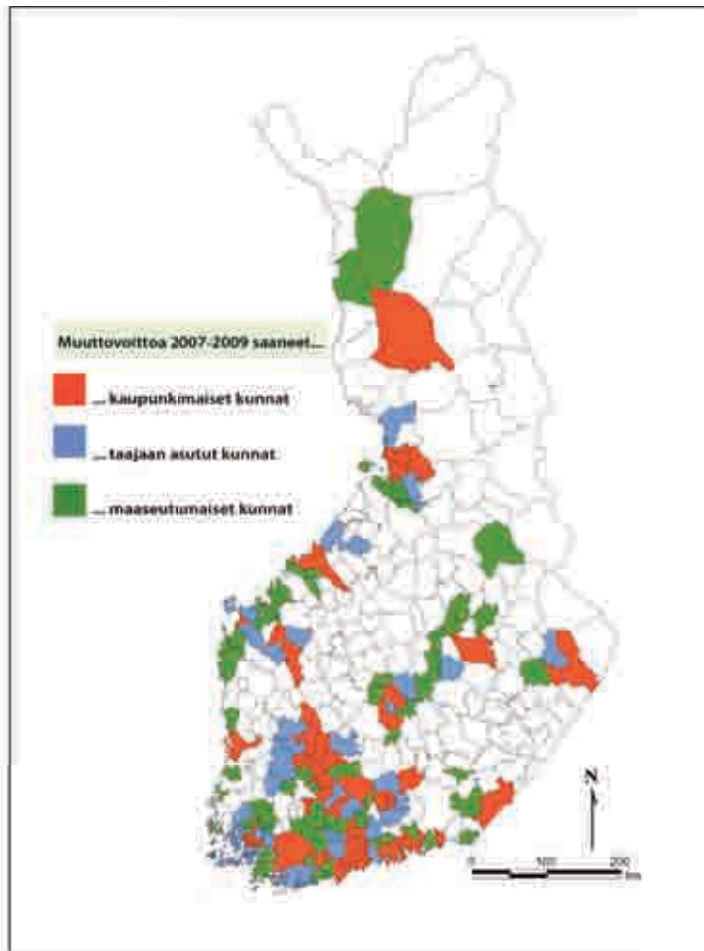 Muuttovoittoa 2007-2009 saaneet...
... kaupunkimaiset kunnat
... taajaan asutut kunnat
... maaseutumaiset kunnat
N
0 100 200
km